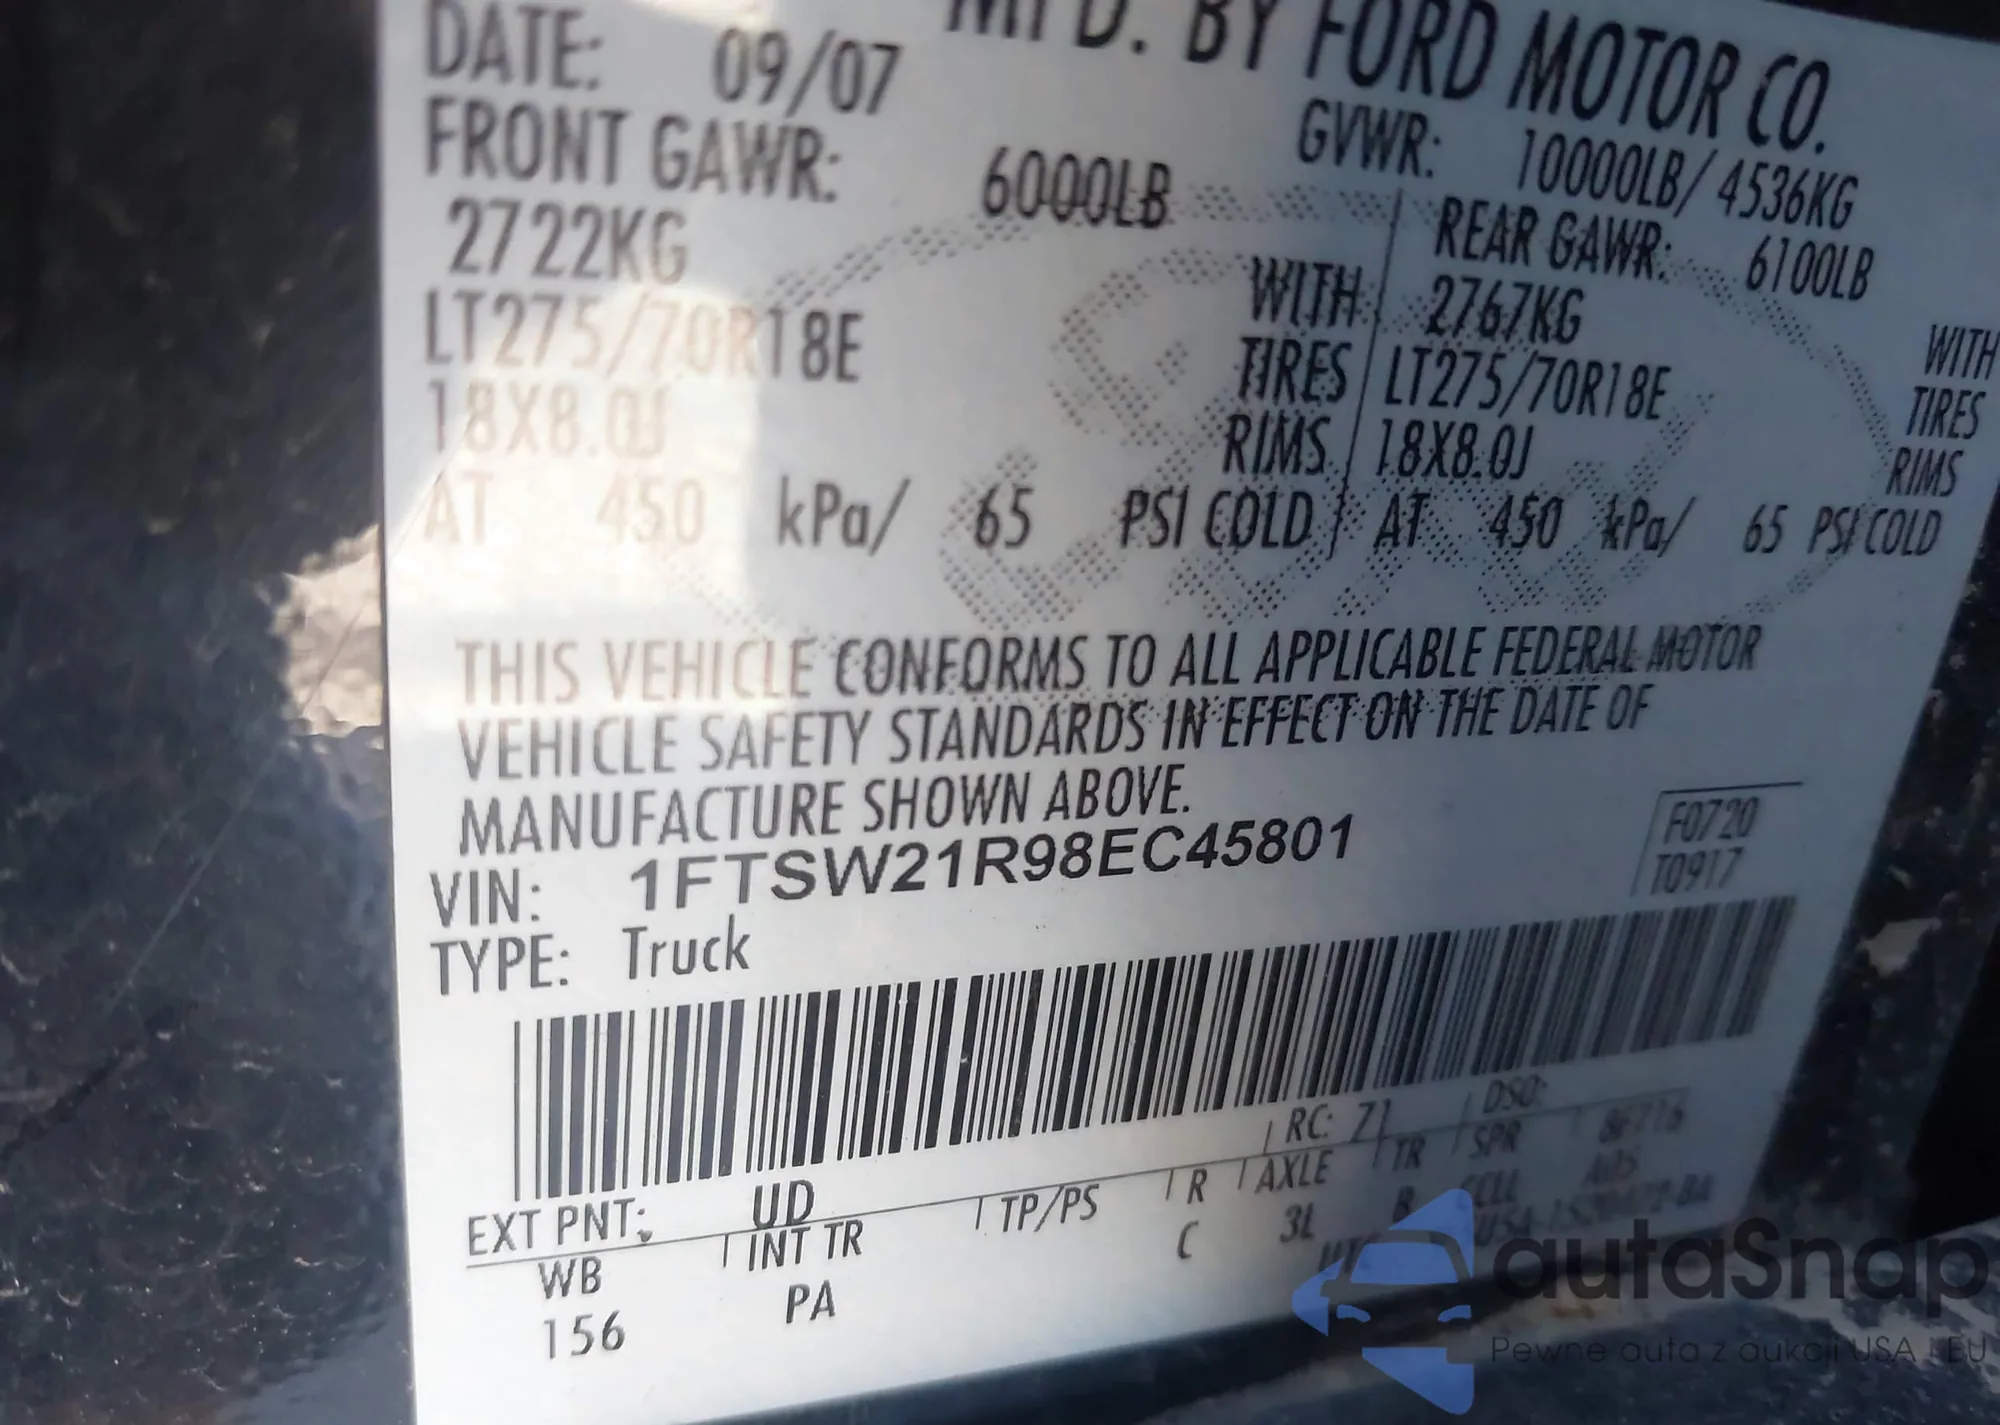 MFD. BY FORD MOTOR CO.
DATE: 09/07 GVWR: 10000LB/ 4536KG
FRONT GAWR: 6000LB REAR GAWR: 6100LB
2722KG WITH 2767KG WITH
LT275/70R18E TIRES LT275/70R18E TIRES
18X8.0J RIMS 18X8.0J RIMS
AT 450 kPa/ 65 PSI COLD AT 450 kPa/ 65 PSI COLD
THIS VEHICLE CONFORMS TO ALL APPLICABLE FEDERAL MOTOR
VEHICLE SAFETY STANDARDS IN EFFECT ON THE DATE OF
MANUFACTURE SHOWN ABOVE.
VIN: 1FTSW21R98EC45801
F0720
T0917
TYPE: Truck
EXT PNT: UD RC: 71 DSO:
WB INT TR TP/PS R AXLE TR SPR
156 PA C 3L B
autaSnap
Pewne auta z aukcji USA i EU